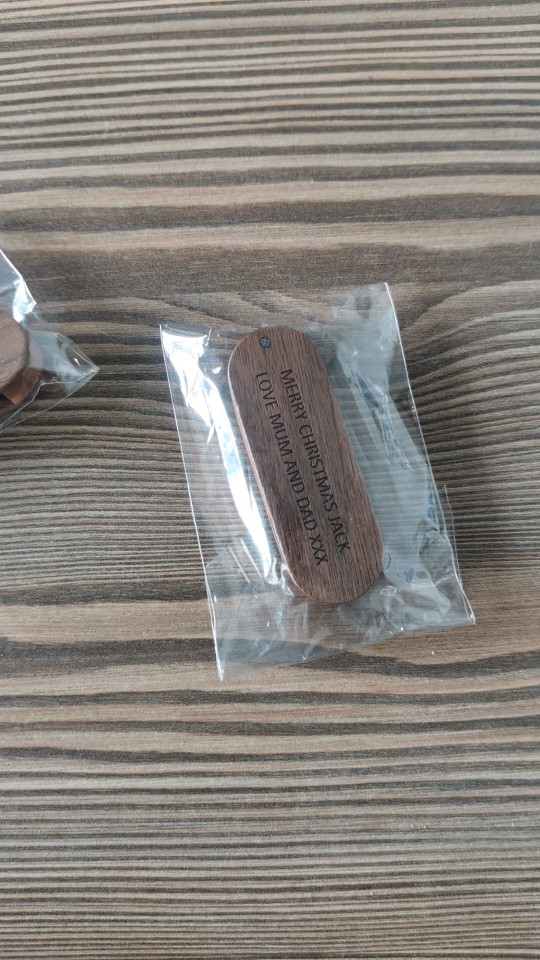 MERRY CHRISTMAS JACK
LOVE MUM AND DAD XXX